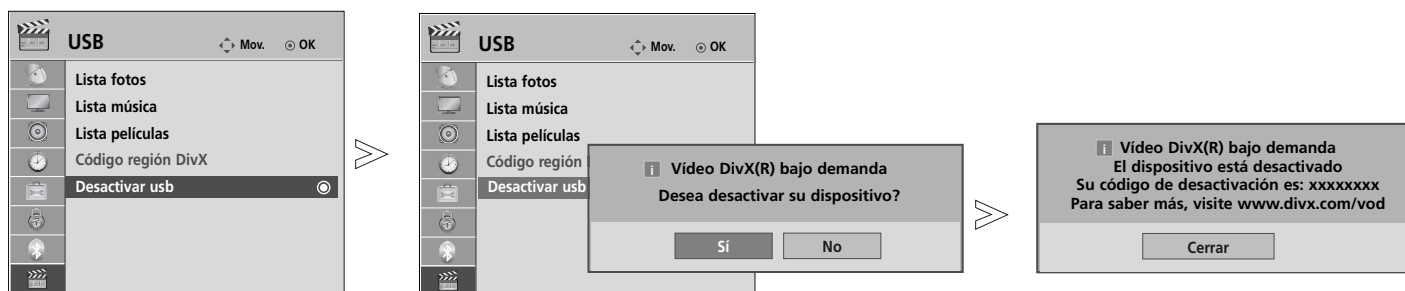 USB
Mov.
OK
Lista fotos
Lista música
Lista películas
Código región DivX
Desactivar usb
USB
Mov.
OK
Lista fotos
Lista música
Lista películas
Código región
Desactivar usb
i Vídeo DivX(R) bajo demanda
Desea desactivar su dispositivo?
Sí
No
i Vídeo DivX(R) bajo demanda
El dispositivo está desactivado
Su código de desactivación es: xxxxxxxx
Para saber más, visite www.divx.com/vod
Cerrar